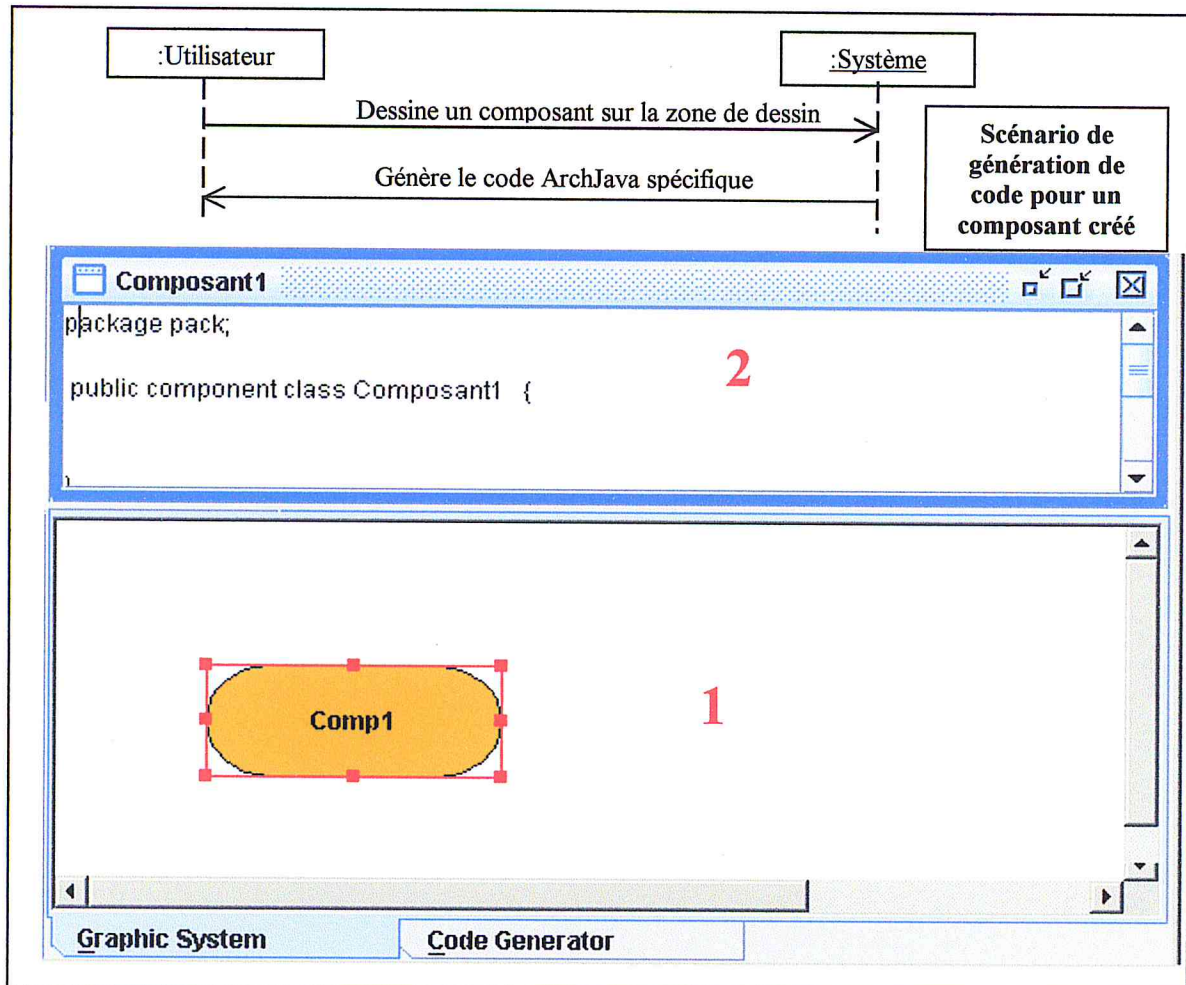 :Utilisateur
:Système
Dessine un composant sur la zone de dessin
Génère le code ArchJava spécifique
Scénario de
génération de
code pour un
composant créé
Composant1
package pack;
public component class Composant1 {
2
Comp1
1
Graphic System
Code Generator